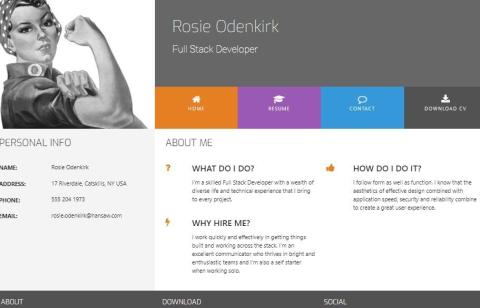 Rosie Odenkirk
Full Stack Developer
HOME
RESUME
CONTACT
DOWNLOAD CV
PERSONAL INFO
NAME: Rosie Odenkirk
ADDRESS: 17 Riverdale, Catskills, NY USA
PHONE: 555 204 1973
EMAIL: rosie.odenkirk@hansaw.com
ABOUT ME
WHAT DO I DO?
I'm a skilled Full Stack Developer with a wealth of
diverse life and technical experience that I bring
to every project.
HOW DO I DO IT?
I follow form as well as function. I know that the
aesthetics of effective design combined with
application speed, security and reliability combine
to create a great user experience.
WHY HIRE ME?
I work quickly and effectively in getting things
built and working across the stack. I'm an
excellent communicator who thrives in bright and
enthusiastic teams and I'm also a self starter
when working solo.
ABOUT
DOWNLOAD
SOCIAL